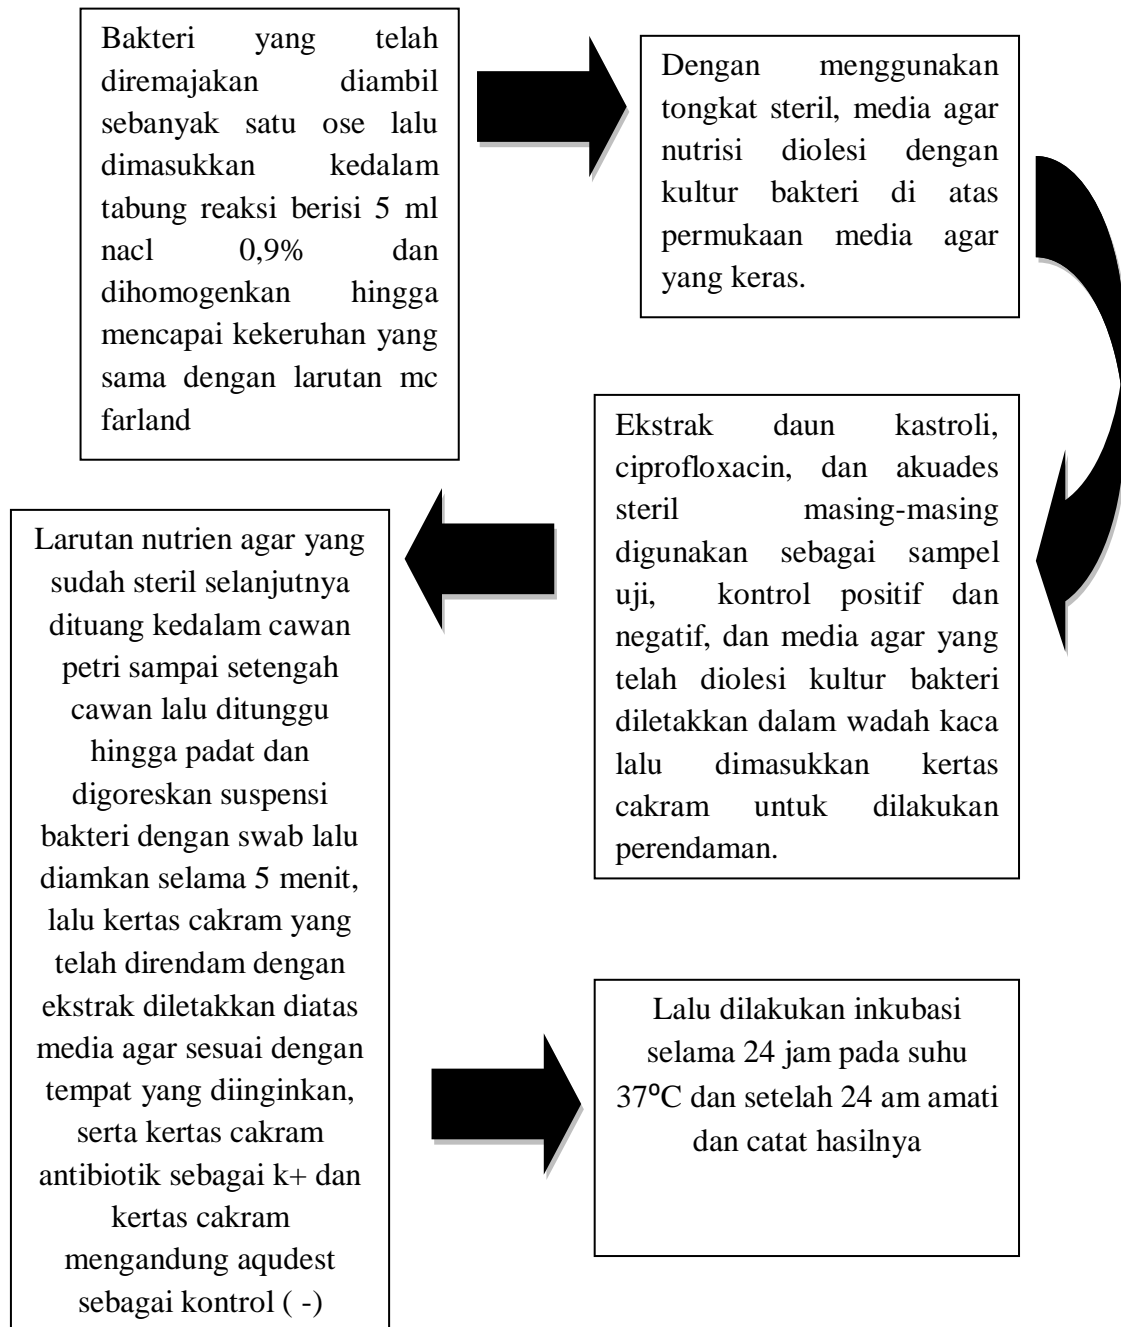 Bakteri yang telah
diremajakan diambil
sebanyak satu ose lalu
dimasukkan kedalam
tabung reaksi berisi 5 ml
nacl 0,9% dan
dihomogenkan hingga
mencapai kekeruhan yang
sama dengan larutan mc
farland
Dengan menggunakan
tongkat steril, media agar
nutrisi diolesi dengan
kultur bakteri di atas
permukaan media agar
yang keras.
Ekstrak daun kastroli,
ciprofloxacin, dan akuades
steril masing-masing
digunakan sebagai sampel
uji, kontrol positif dan
negatif, dan media agar yang
telah diolesi kultur bakteri
diletakkan dalam wadah kaca
lalu dimasukkan kertas
cakram untuk dilakukan
perendaman.
Larutan nutrien agar yang
sudah steril selanjutnya
dituang kedalam cawan
petri sampai setengah
cawan lalu ditunggu
hingga padat dan
digoreskan suspensi
bakteri dengan swab lalu
diamkan selama 5 menit,
lalu kertas cakram yang
telah direndam dengan
ekstrak diletakkan diatas
media agar sesuai dengan
tempat yang diinginkan,
serta kertas cakram
antibiotik sebagai k+ dan
kertas cakram
mengandung aqudest
sebagai kontrol ( -)
Lalu dilakukan inkubasi
selama 24 jam pada suhu
37⁰C dan setelah 24 am amati
dan catat hasilnya